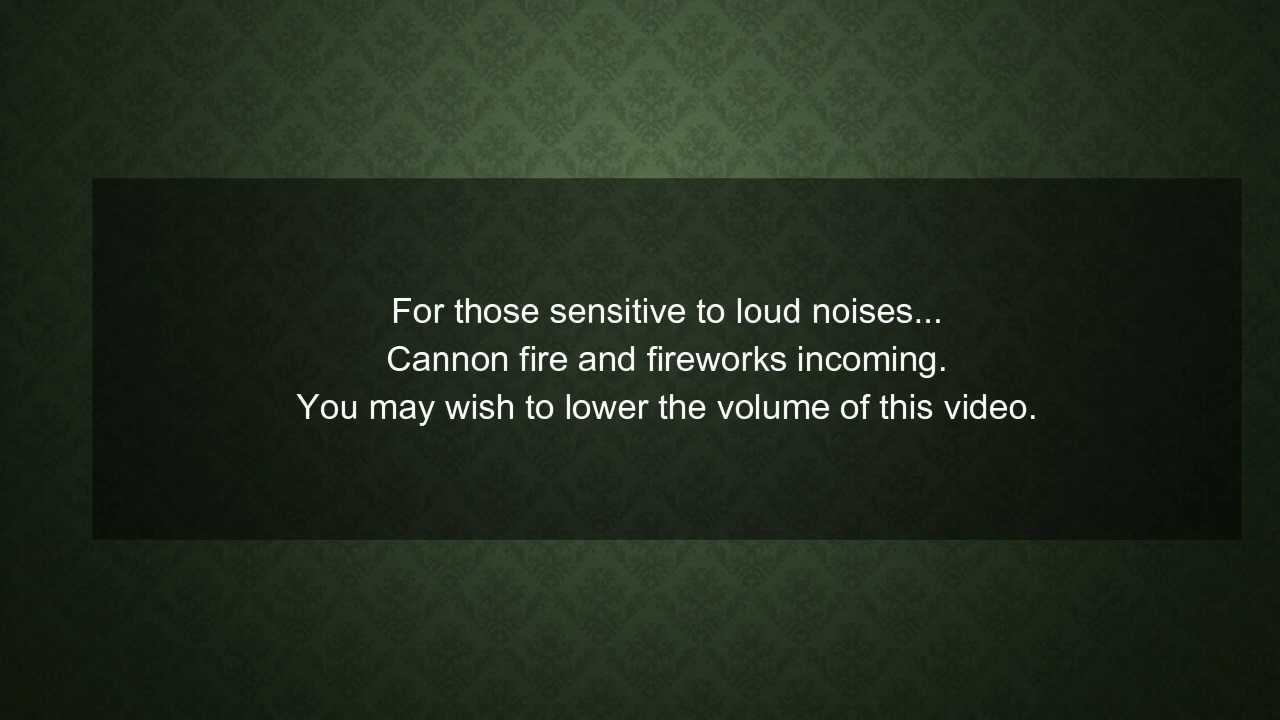 For those sensitive to loud noises...
Cannon fire and fireworks incoming.
You may wish to lower the volume of this video.